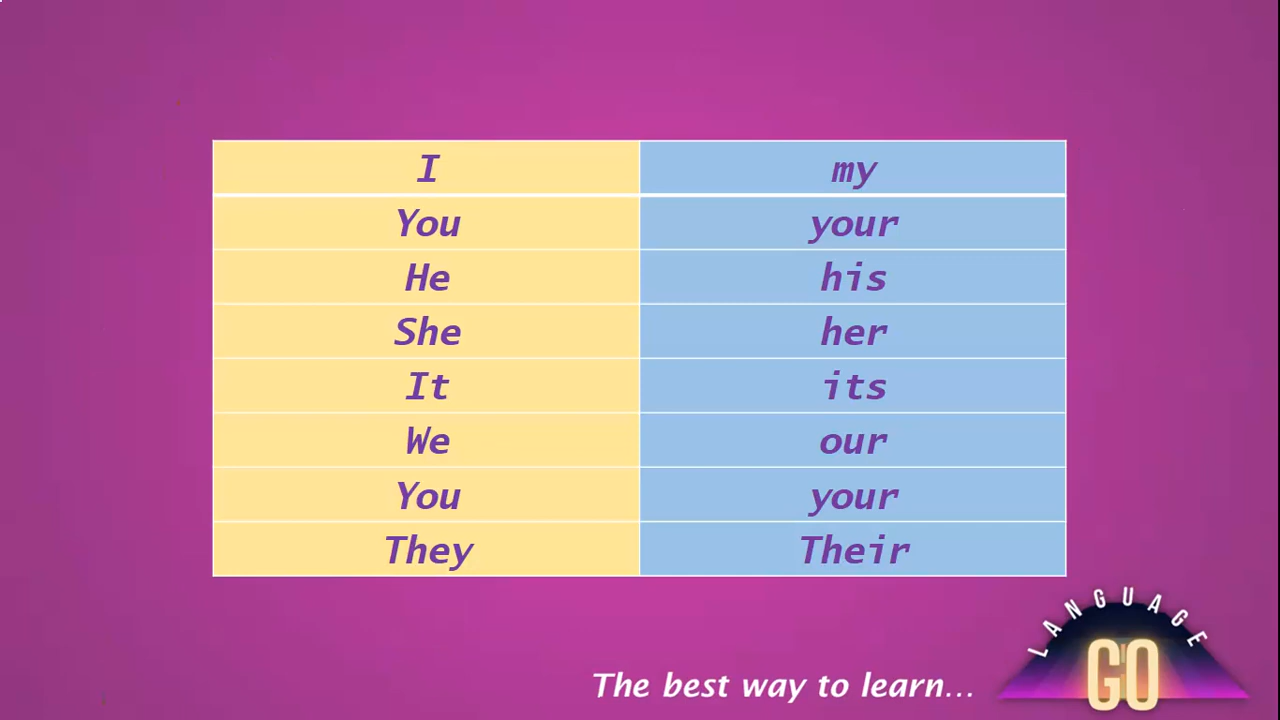 I my
You your
He his
She her
It its
We our
You your
They Their
LANGUAGE
GO
The best way to learn...